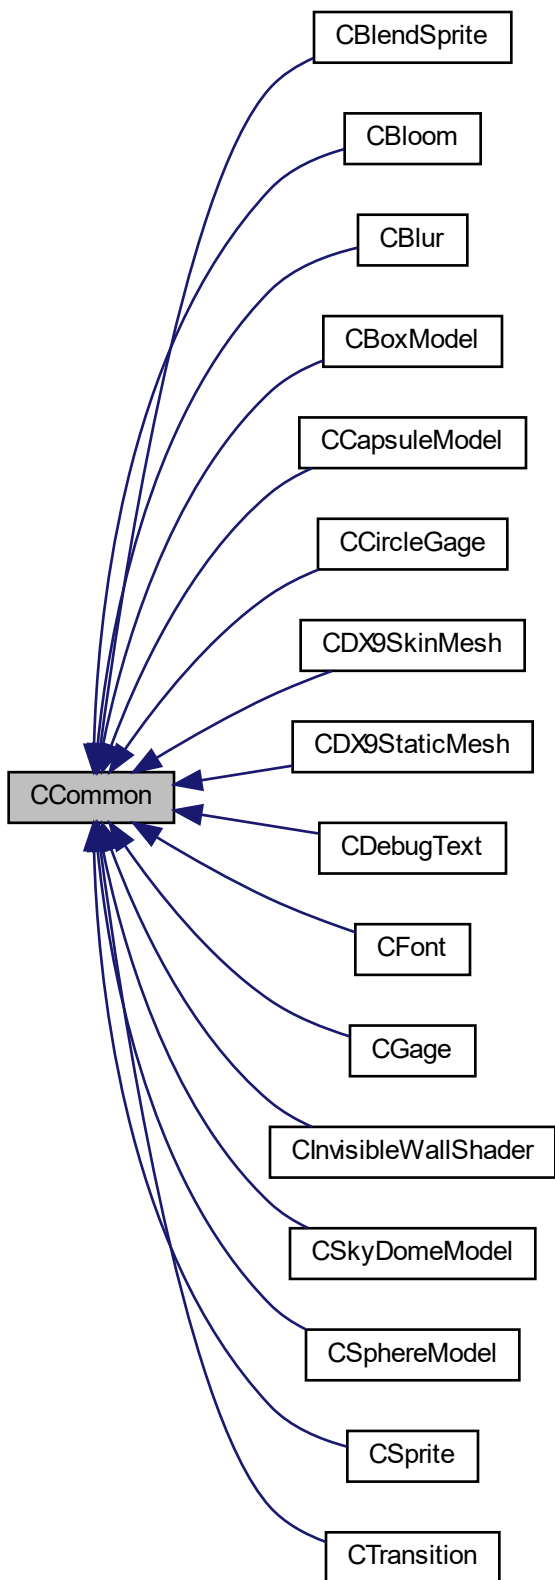 CBlendSprite
CBloom
CBlur
CBoxModel
CCapsuleModel
CCircleGage
CDX9SkinMesh
CDX9StaticMesh
CCommon
CDebugText
CFont
CGage
CInvisibleWallShader
CSkyDomeModel
CSphereModel
CSprite
CTransition